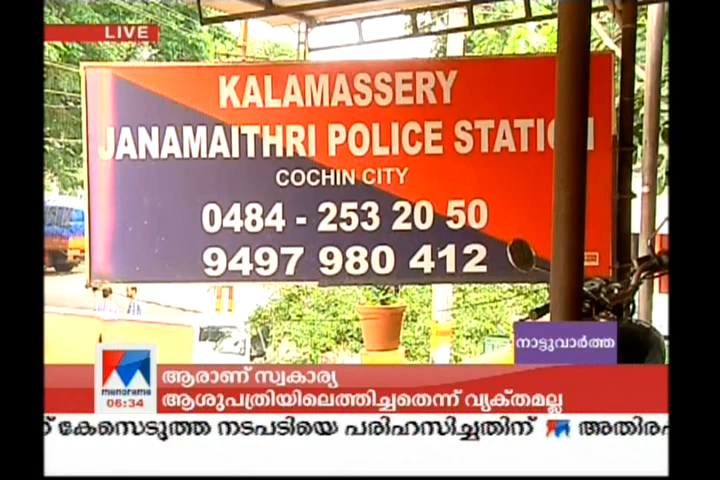 LIVE
KALAMASSERY
JANAMAITHRI POLICE STATION
COCHIN CITY
0484 - 253 20 50
9497 980 412
നാട്ടുവാർത്ത
ആരാണ് സ്വകാര്യ
ആശുപത്രിയിലെത്തിച്ചതെന്ന് വ്യക്തമല്ല
manorama
06:34
കേസെടുത്ത നടപടിയെ പരിഹസിച്ചതിന്